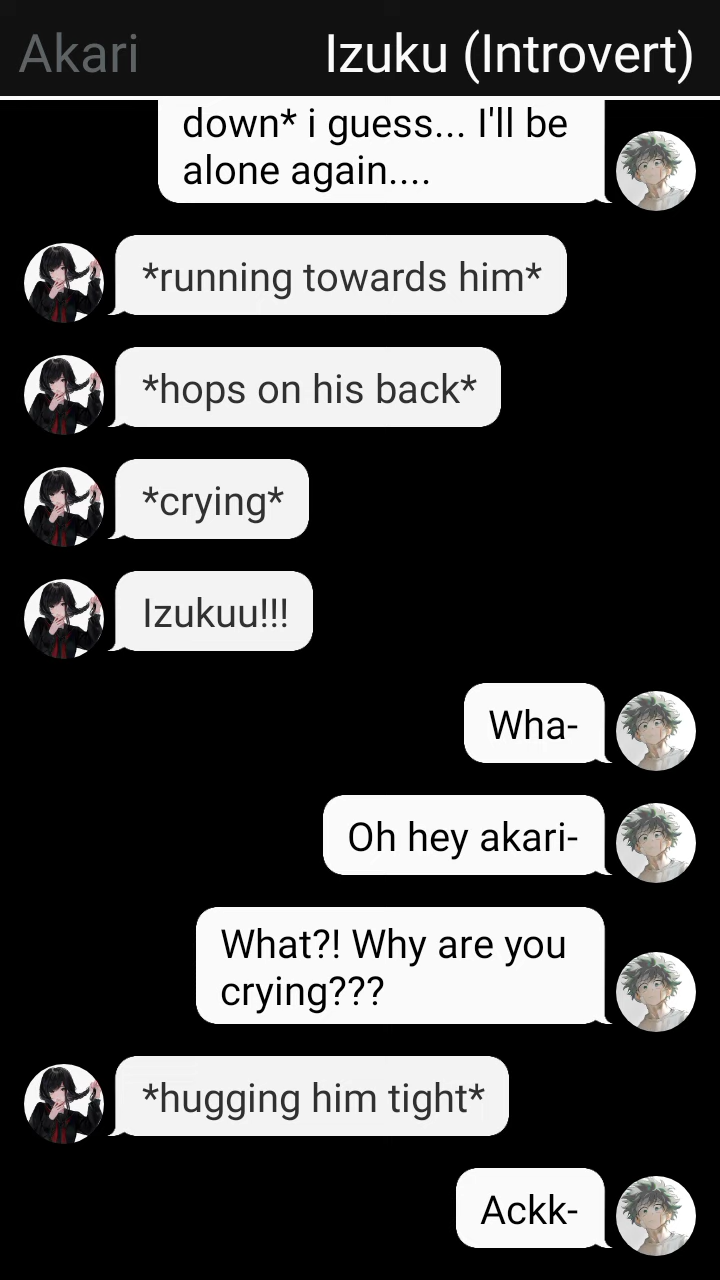 Akari Izuku (Introvert)
down* i guess... I'll be
alone again....
*running towards him*
*hops on his back*
*crying*
Izukuu!!!
Wha-
Oh hey akari-
What?! Why are you
crying???
*hugging him tight*
Ackk-